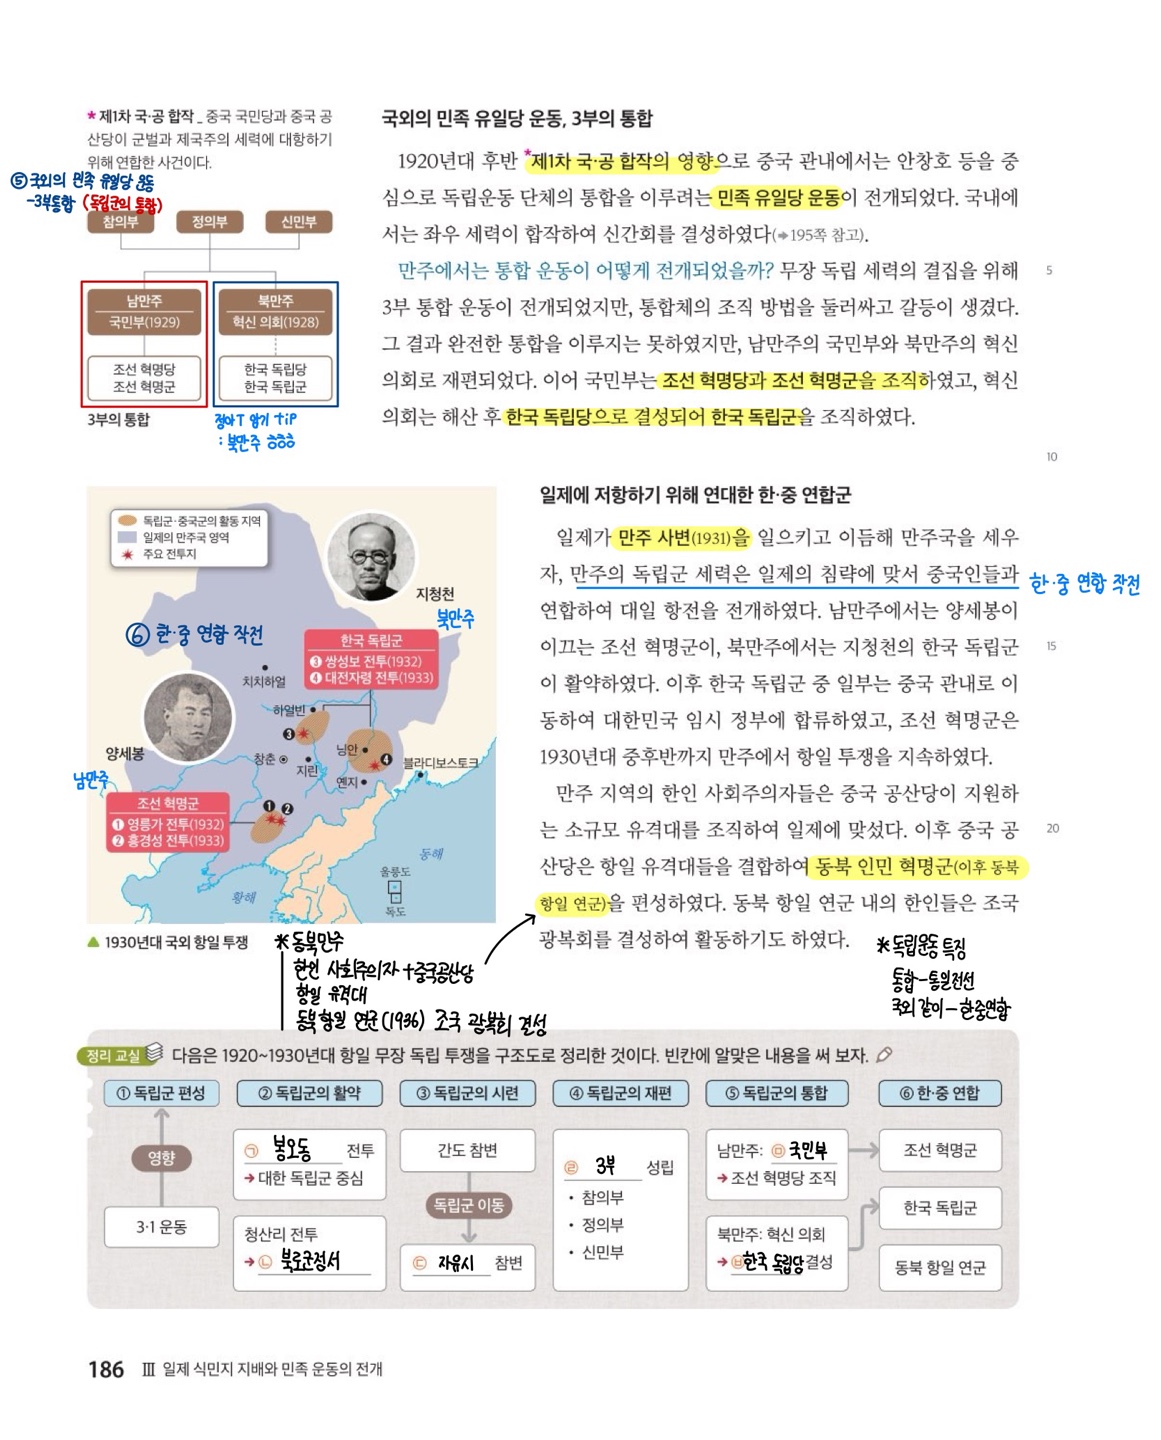 * 제1차 국·공 합작 _ 중국 국민당과 중국 공
산당이 군벌과 제국주의 세력에 대항하기
위해 연합한 사건이다.
⑤ 국외의 민족 유일당 운동
-3부통합 (독립군의 통합)
참의부 정의부 신민부
남만주
국민부(1929)
북만주
혁신 의회(1928)
조선 혁명당
조선 혁명군
한국 독립당
한국 독립군
3부의 통합
정아T 암기 tip
: 북만주 ㅎㅎㅎ
국외의 민족 유일당 운동, 3부의 통합
1920년대 후반 *제1차 국·공 합작의 영향으로 중국 관내에서는 안창호 등을 중
심으로 독립운동 단체의 통합을 이루려는 민족 유일당 운동이 전개되었다. 국내에
서는 좌우 세력이 합작하여 신간회를 결성하였다(➔195쪽 참고).
만주에서는 통합 운동이 어떻게 전개되었을까? 무장 독립 세력의 결집을 위해
5
3부 통합 운동이 전개되었지만, 통합체의 조직 방법을 둘러싸고 갈등이 생겼다.
그 결과 완전한 통합을 이루지는 못하였지만, 남만주의 국민부와 북만주의 혁신
의회로 재편되었다. 이어 국민부는 조선 혁명당과 조선 혁명군을 조직하였고, 혁신
의회는 해산 후 한국 독립당으로 결성되어 한국 독립군을 조직하였다.
10
독립군·중국군의 활동 지역
일제의 만주국 영역
주요 전투지
지청천
북만주
⑥ 한·중 연합 작전
한국 독립군
❸ 쌍성보 전투(1932)
❹ 대전자령 전투(1933)
치치하얼
하얼빈
❸
양세봉
남만주
창춘
지린
닝안
❹
옌지
블라디보스토크
조선 혁명군
❶ 영릉가 전투(1932)
❷ 흥경성 전투(1933)
❶ ❷
동해
울릉도
독도
황해
▲ 1930년대 국외 항일 투쟁
일제에 저항하기 위해 연대한 한·중 연합군
일제가 만주 사변(1931)을 일으키고 이듬해 만주국을 세우
자, 만주의 독립군 세력은 일제의 침략에 맞서 중국인들과
한·중 연합 작전
연합하여 대일 항전을 전개하였다. 남만주에서는 양세봉이
이끄는 조선 혁명군이, 북만주에서는 지청천의 한국 독립군
15
이 활약하였다. 이후 한국 독립군 중 일부는 중국 관내로 이
동하여 대한민국 임시 정부에 합류하였고, 조선 혁명군은
1930년대 중후반까지 만주에서 항일 투쟁을 지속하였다.
만주 지역의 한인 사회주의자들은 중국 공산당이 지원하
는 소규모 유격대를 조직하여 일제에 맞섰다. 이후 중국 공
20
산당은 항일 유격대들을 결합하여 동북 인민 혁명군(이후 동북
항일 연군)을 편성하였다. 동북 항일 연군 내의 한인들은 조국
광복회를 결성하여 활동하기도 하였다.
* 동북만주
한인 사회주의자 + 중국공산당
항일 유격대
동북 항일 연군(1936) 조국 광복회 결성
* 독립운동 특징
통합-통일전선
국외 같이-한중연합
정리 교실 다음은 1920~1930년대 항일 무장 독립 투쟁을 구조도로 정리한 것이다. 빈칸에 알맞은 내용을 써 보자.
① 독립군 편성
영향
3·1 운동
② 독립군의 활약
㉠ 봉오동 전투
➔ 대한 독립군 중심
청산리 전투
➔ ㉡ 북로군정서
③ 독립군의 시련
간도 참변
독립군 이동
㉢ 자유시 참변
④ 독립군의 재편
㉣ 3부 성립
• 참의부
• 정의부
• 신민부
⑤ 독립군의 통합
남만주: ㉤ 국민부
➔ 조선 혁명당 조직
북만주: 혁신 의회
➔ ㉥ 한국 독립당 결성
⑥ 한·중 연합
조선 혁명군
한국 독립군
동북 항일 연군
186 Ⅲ 일제 식민지 지배와 민족 운동의 전개